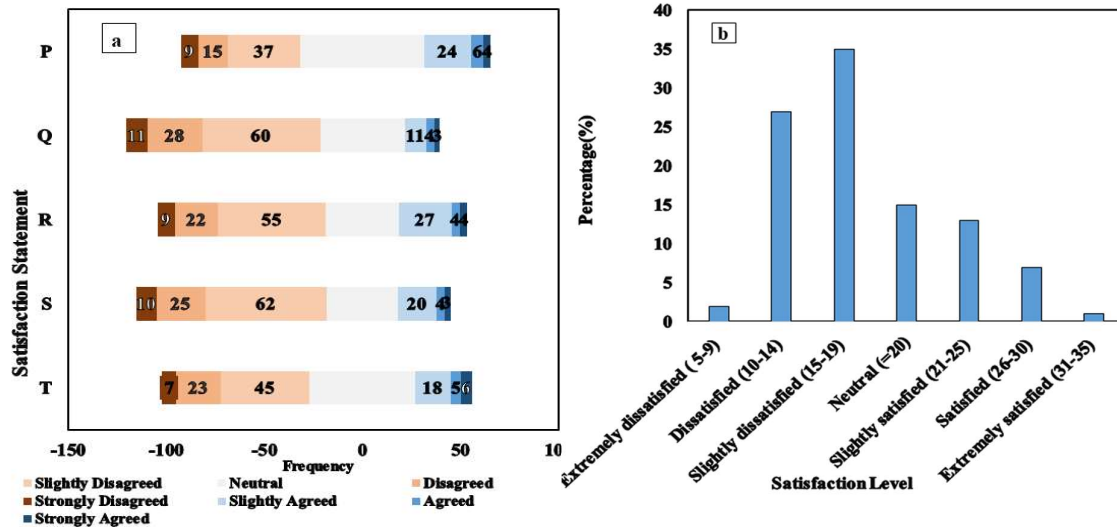 a
Satisfaction Statement
P
9 15 37 24 6 4
Q
11 28 60 11 4 3
R
9 22 55 27 4 4
S
10 25 62 20 4 3
T
7 23 45 18 5 6
-150 -100 -50 0 50 10
Frequency
Slightly Disagreed Neutral Disagreed
Strongly Disagreed Slightly Agreed Agreed
Strongly Agreed
b
Percentage(%)
40
35
30
25
20
15
10
5
0
Extremely dissatisfied ( 5-9)
Dissatisfied (10-14)
Slightly dissatisfied (15-19)
Neutral (=20)
Slightly satisfied (21-25)
Satisfied (26-30)
Extremely satisfied (31-35)
Satisfaction Level